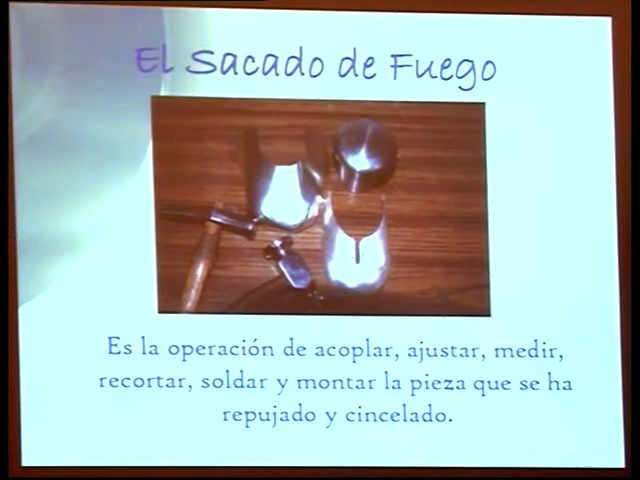 El Sacado de Fuego
Es la operación de acoplar, ajustar, medir,
recortar, soldar y montar la pieza que se ha
repujado y cincelado.